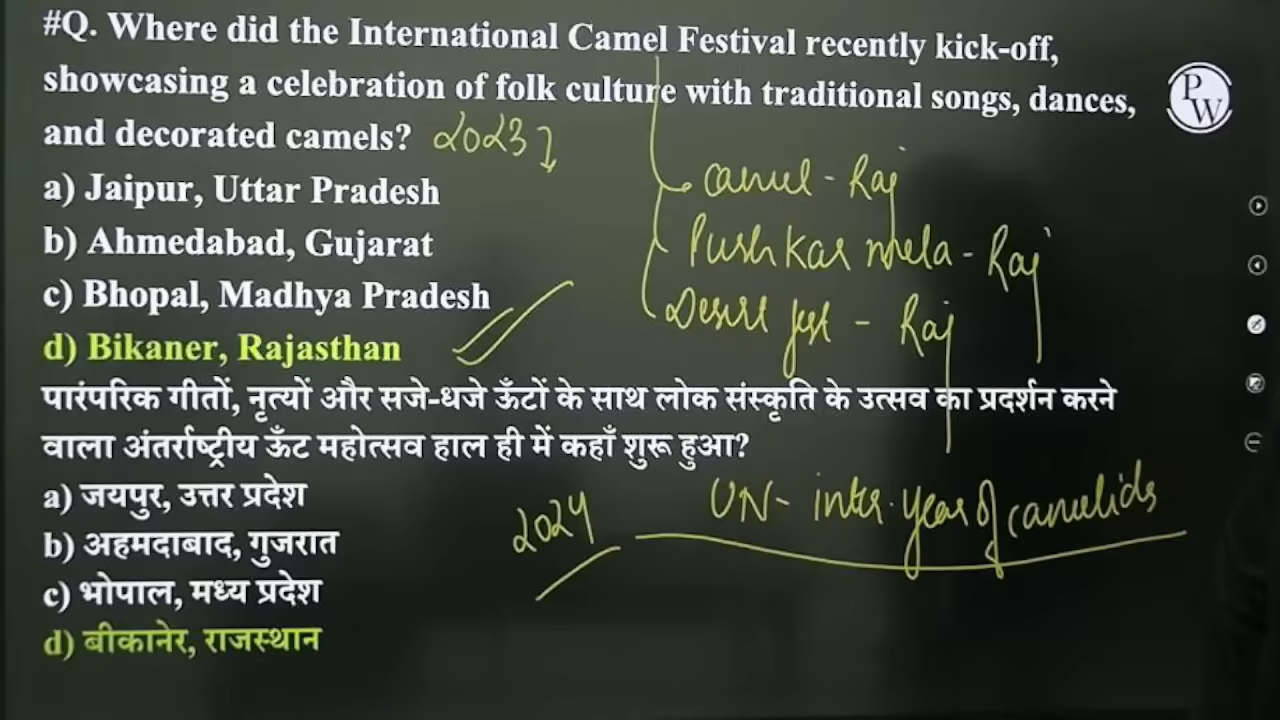 #Q. Where did the International Camel Festival recently kick-off,
showcasing a celebration of folk culture with traditional songs, dances,
and decorated camels? 2023
a) Jaipur, Uttar Pradesh
b) Ahmedabad, Gujarat
c) Bhopal, Madhya Pradesh
d) Bikaner, Rajasthan
PW
camel - Raj
Pushkar mela - Raj
Desert fest - Raj
पारंपरिक गीतों, नृत्यों और सजे-धजे ऊँटों के साथ लोक संस्कृति के उत्सव का प्रदर्शन करने
वाला अंतर्राष्ट्रीय ऊँट महोत्सव हाल ही में कहाँ शुरू हुआ?
a) जयपुर, उत्तर प्रदेश
b) अहमदाबाद, गुजरात
c) भोपाल, मध्य प्रदेश
d) बीकानेर, राजस्थान
2024 UN - inter. year of camelids